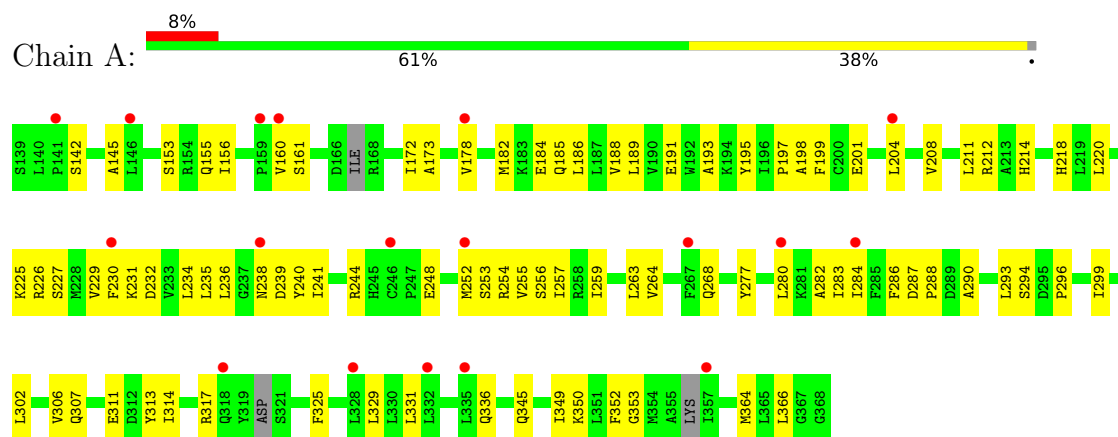 8%
Chain A:
61% 38% •
S139 L140 P141 S142 A145 L146 S153 R154 Q155 I156 P159 V160 S161 D166 ILE R168 I172 A173 V178 M182 K183 E184 Q185 L186 L187 V188 L189 V190 E191 W192 A193 K194 Y195 I196 P197 A198 F199 C200 E201 L204 V208 L211 R212 A213 H214 H218 L219 L220
K225 R226 S227 M228 V229 F230 K231 D232 V233 L234 L235 L236 G237 N238 D239 Y240 I241 R244 H245 C246 P247 E248 M252 S253 R254 V255 S256 I257 R258 I259 L263 V264 F267 Q268 Y277 L280 K281 A282 I283 I284 F285 F286 D287 P288 D289 A290 L293 S294 D295 P296 I299
L302 V306 Q307 E311 D312 Y313 I314 R317 Q318 Y319 ASP S321 F325 L328 L329 L330 L331 L332 L335 Q336 Q345 I349 K350 L351 F352 G353 M354 A355 LYS I357 M364 L365 L366 G367 G368